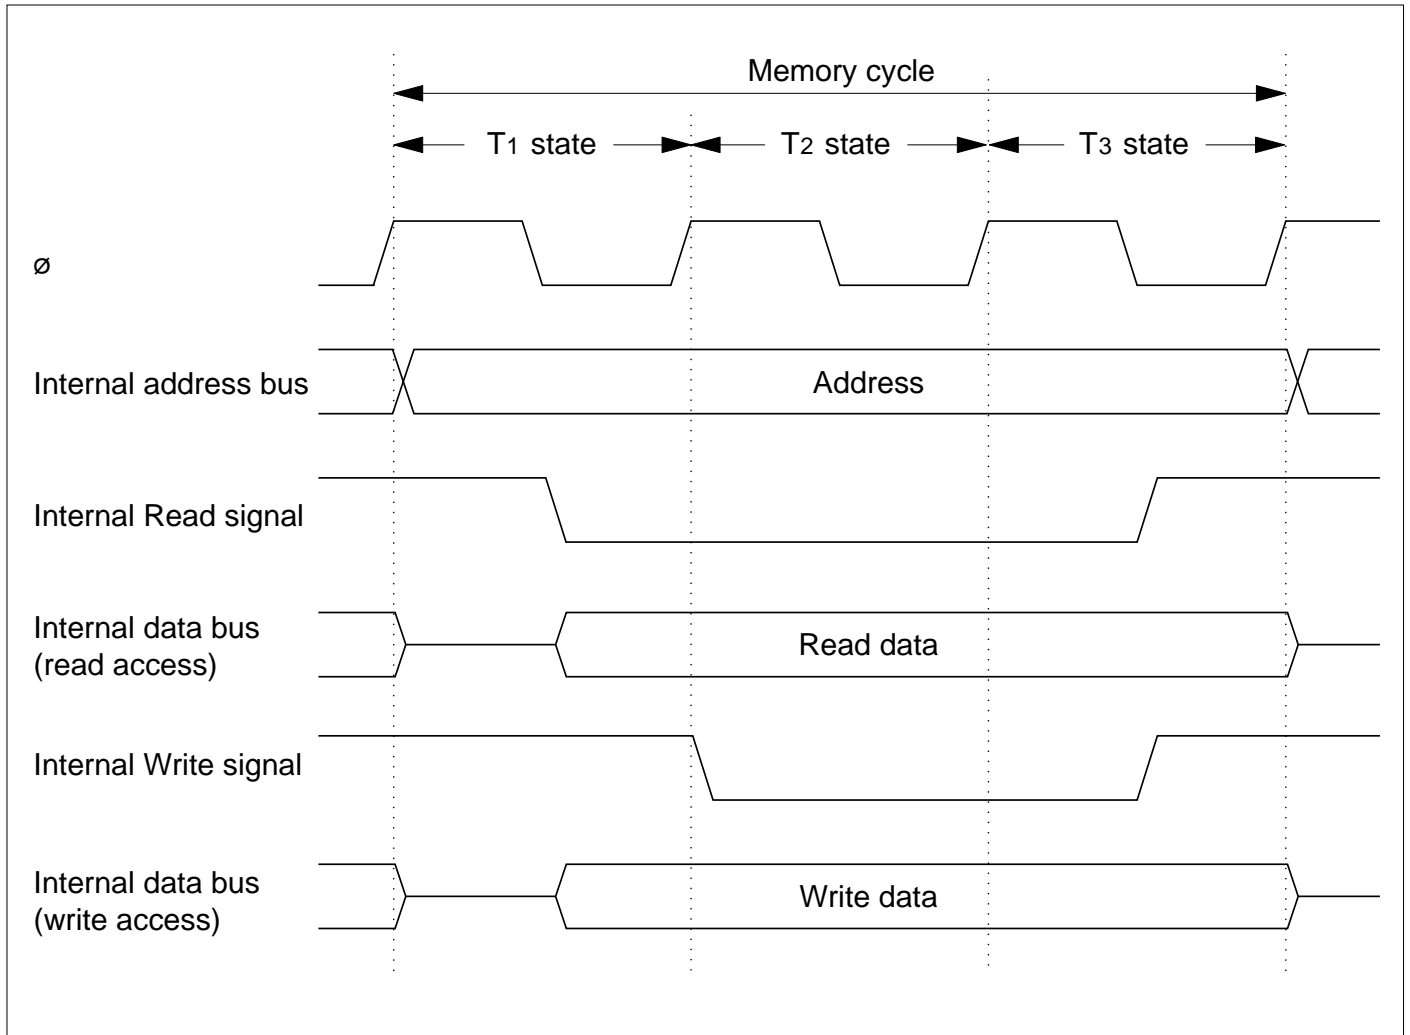 Memory cycle
T1 state
T2 state
T3 state
ø
Internal address bus
Address
Internal Read signal
Internal data bus
(read access)
Read data
Internal Write signal
Internal data bus
(write access)
Write data